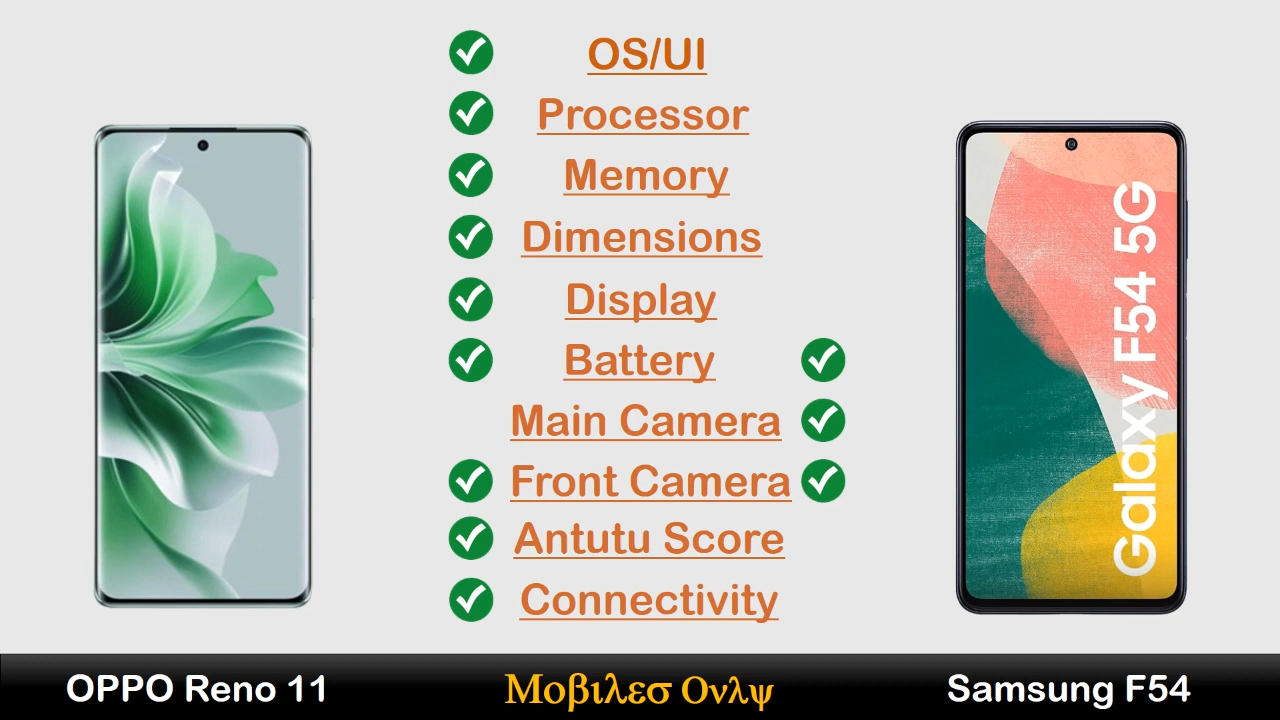 OS/UI
Processor
Memory
Dimensions
Display
Battery
Main Camera
Front Camera
Antutu Score
Connectivity
Galaxy F54 5G
OPPO Reno 11
Μοβιλεσ Ονλψ
Samsung F54